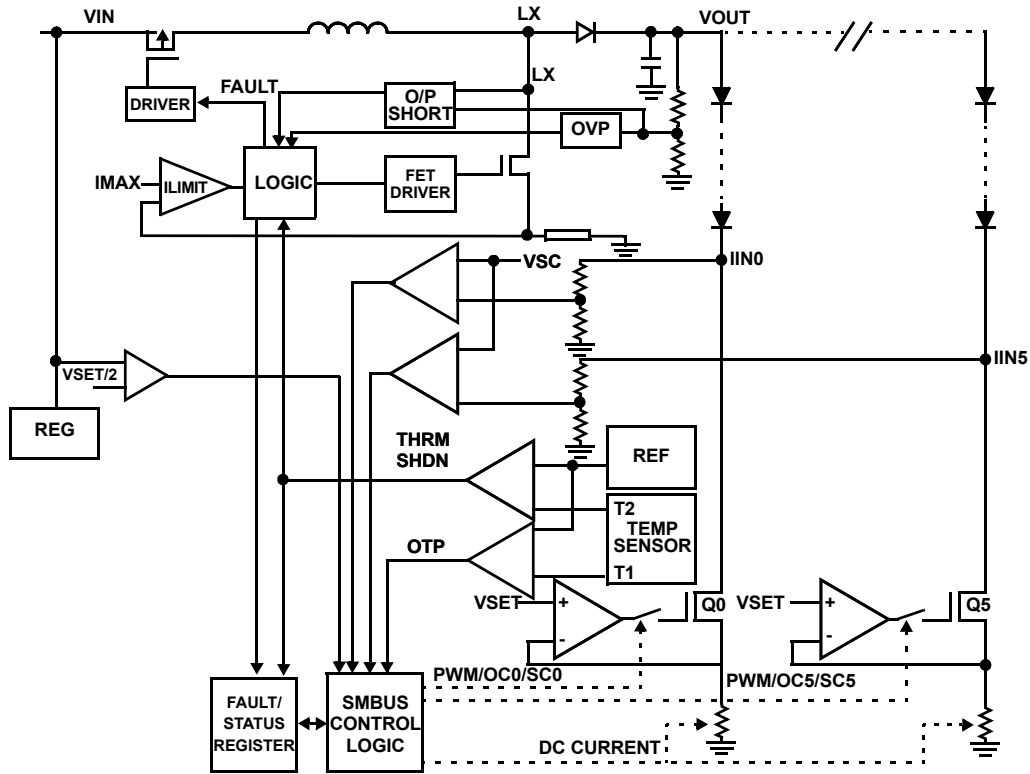 VIN
LX
VOUT
LX
FAULT
DRIVER
O/P
SHORT
OVP
IMAX
ILIMIT
LOGIC
FET
DRIVER
VSC
IIN0
VSET/2
IIN5
REG
THRM
SHDN
REF
T2
TEMP
SENSOR
T1
OTP
VSET
+
-
Q0
VSET
+
-
Q5
PWM/OC0/SC0
PWM/OC5/SC5
FAULT/
STATUS
REGISTER
SMBUS
CONTROL
LOGIC
DC CURRENT